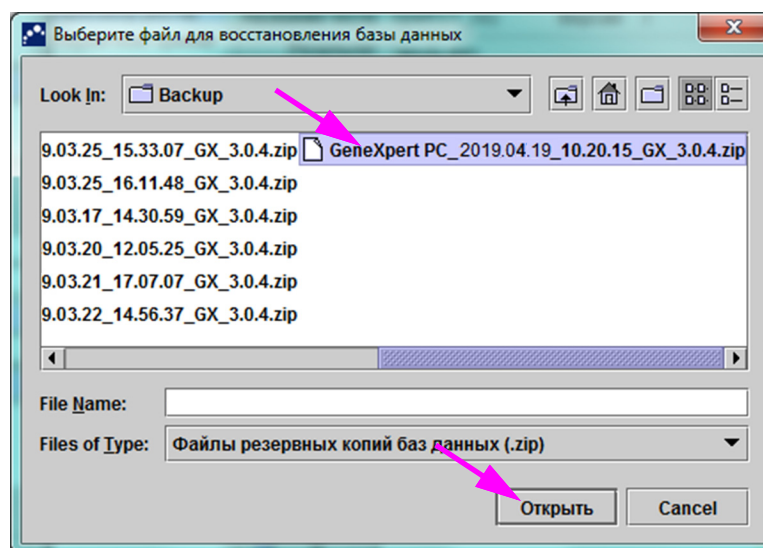 Выберите файл для восстановления базы данных
Look In: Backup
9.03.25_15.33.07_GX_3.0.4.zip GeneXpert PC_2019.04.19_10.20.15_GX_3.0.4.zip
9.03.25_16.11.48_GX_3.0.4.zip
9.03.17_14.30.59_GX_3.0.4.zip
9.03.20_12.05.25_GX_3.0.4.zip
9.03.21_17.07.07_GX_3.0.4.zip
9.03.22_14.56.37_GX_3.0.4.zip
File Name:
Files of Type: Файлы резервных копий баз данных (.zip)
Открыть Cancel